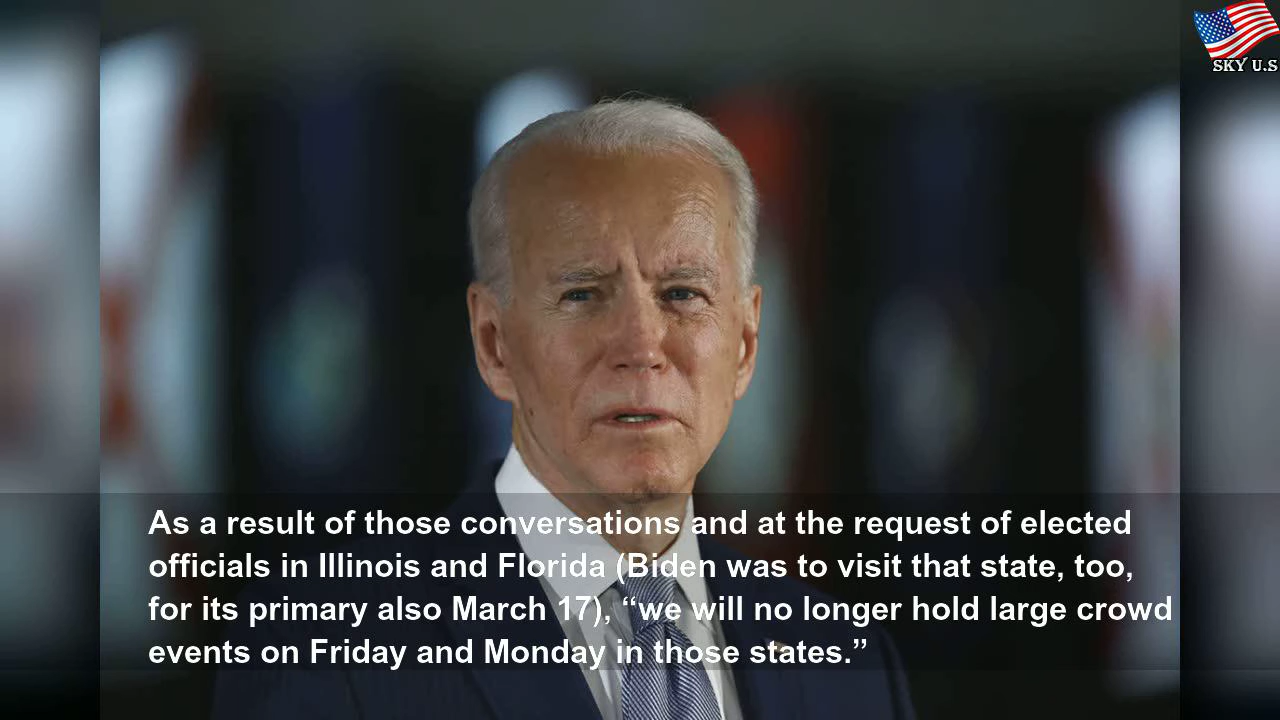 SKY U.S
As a result of those conversations and at the request of elected
officials in Illinois and Florida (Biden was to visit that state, too,
for its primary also March 17), “we will no longer hold large crowd
events on Friday and Monday in those states.”